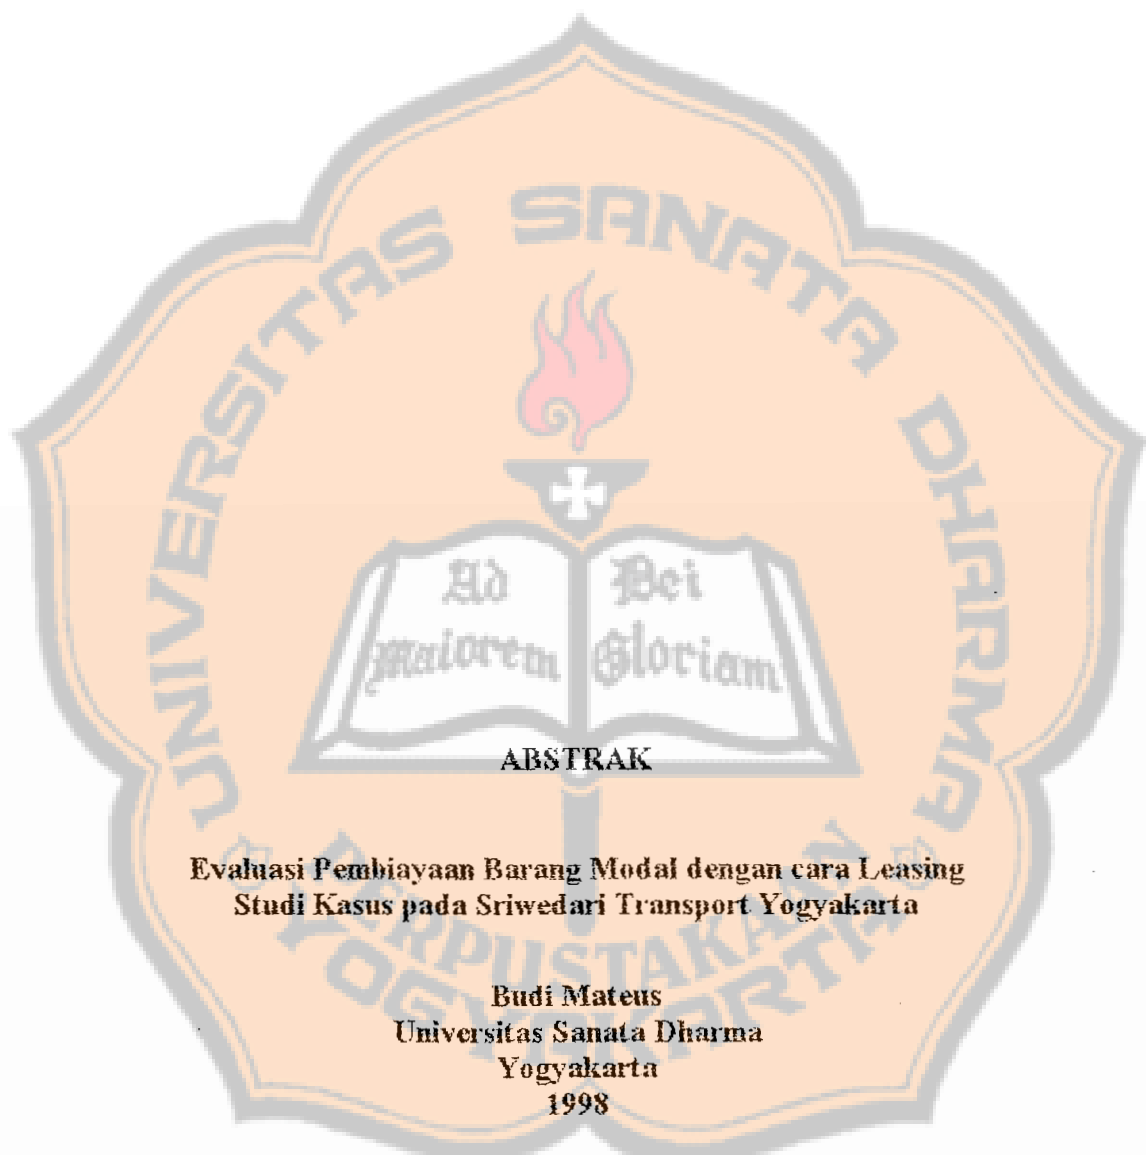 UNIVERSITAS SANATA DHARMA
Ad Dei
Maiorem Gloriam
ABSTRAK
Evaluasi Pembiayaan Barang Modal dengan cara Leasing
Studi Kasus pada Sriwedari Transport Yogyakarta
PERPUSTAKAAN
YOGYAKARTA
Budi Mateus
Universitas Sanata Dharma
Yogyakarta
1998